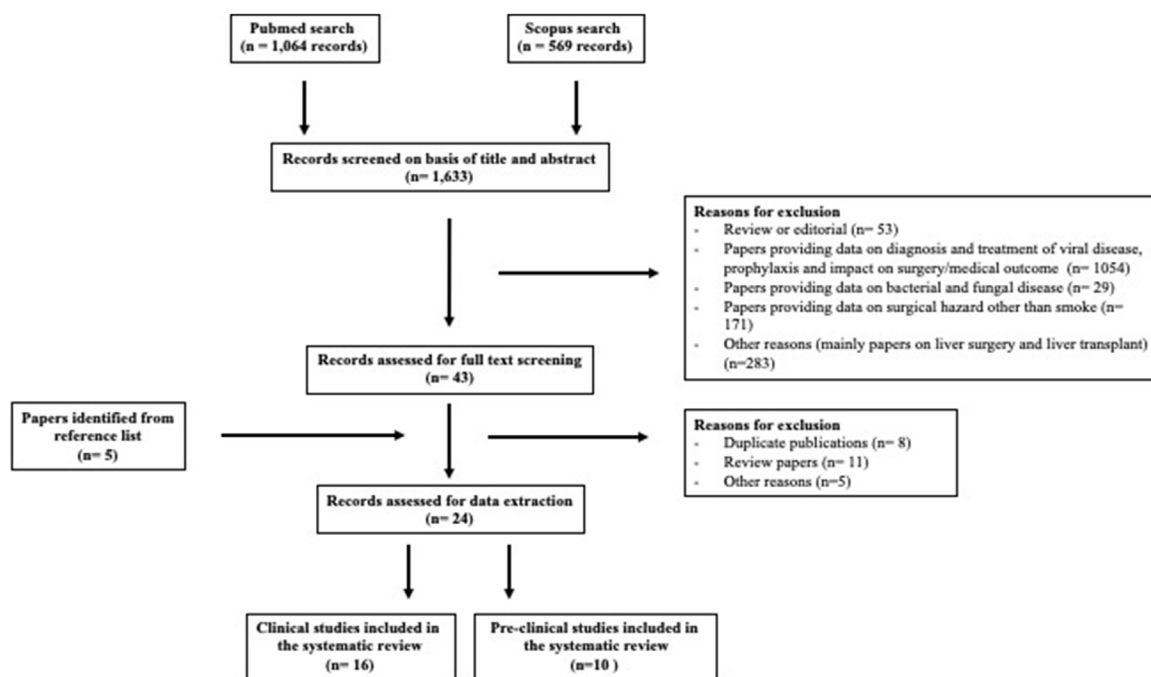 Pubmed search
(n = 1,064 records)
Scopus search
(n = 569 records)
Records screened on basis of title and abstract
(n= 1,633)
Reasons for exclusion
- Review or editorial (n= 53)
- Papers providing data on diagnosis and treatment of viral disease,
prophylaxis and impact on surgery/medical outcome (n= 1054)
- Papers providing data on bacterial and fungal disease (n= 29)
- Papers providing data on surgical hazard other than smoke (n=
171)
- Other reasons (mainly papers on liver surgery and liver transplant)
(n=283)
Records assessed for full text screening
(n= 43)
Papers identified from
reference list
(n= 5)
Reasons for exclusion
- Duplicate publications (n= 8)
- Review papers (n= 11)
- Other reasons (n=5)
Records assessed for data extraction
(n= 24)
Clinical studies included in
the systematic review
(n= 16)
Pre-clinical studies included in
the systematic review
(n=10 )